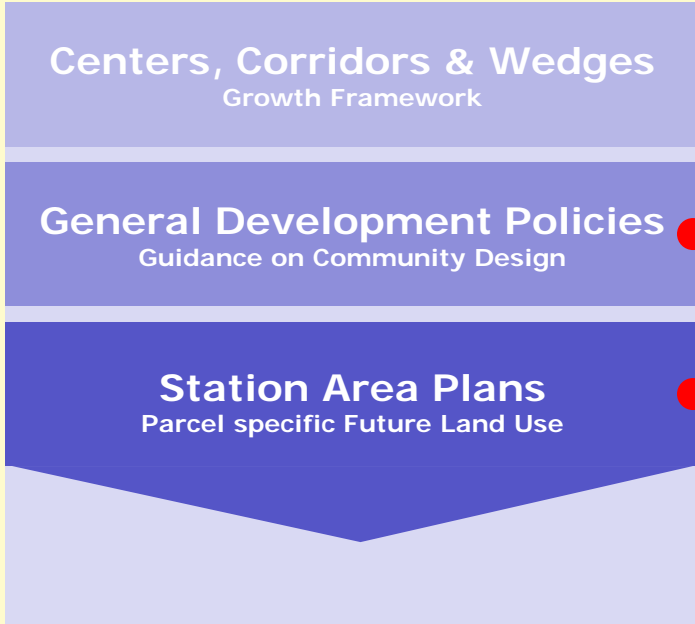 Centers, Corridors & Wedges
Growth Framework
General Development Policies
Guidance on Community Design
Station Area Plans
Parcel specific Future Land Use